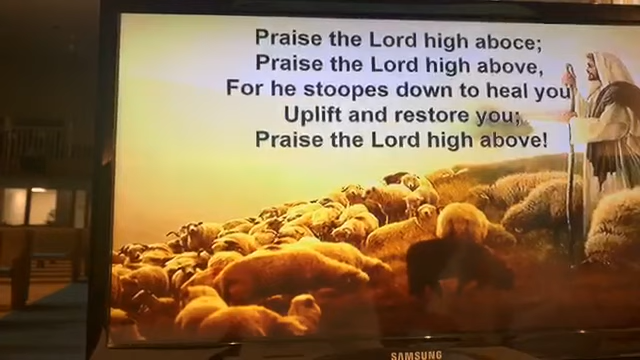 Praise the Lord high aboce;
Praise the Lord high above,
For he stoopes down to heal you
Uplift and restore you;
Praise the Lord high above!
SAMSUNG